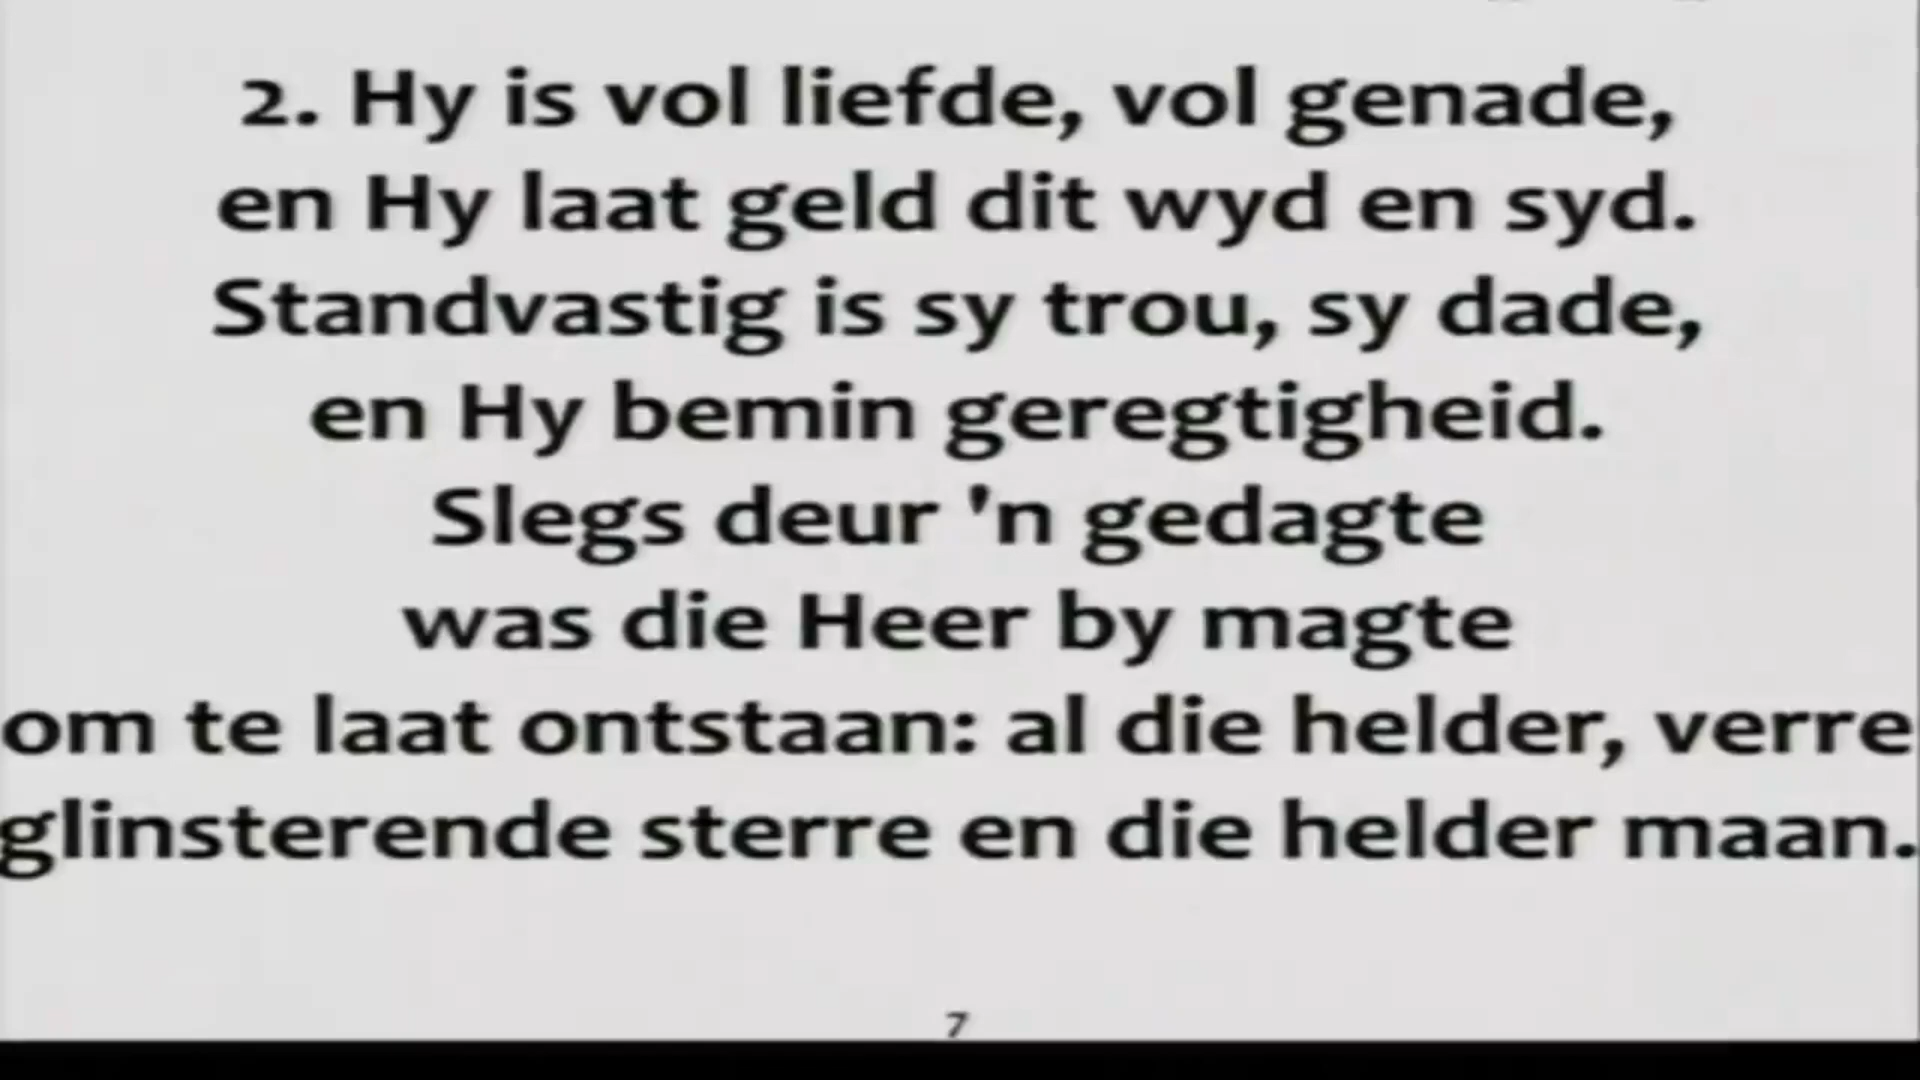 2. Hy is vol liefde, vol genade,
en Hy laat geld dit wyd en syd.
Standvastig is sy trou, sy dade,
en Hy bemin geregtigheid.
Slegs deur 'n gedagte
was die Heer by magte
om te laat ontstaan: al die helder, verre
glinsterende sterre en die helder maan.
7